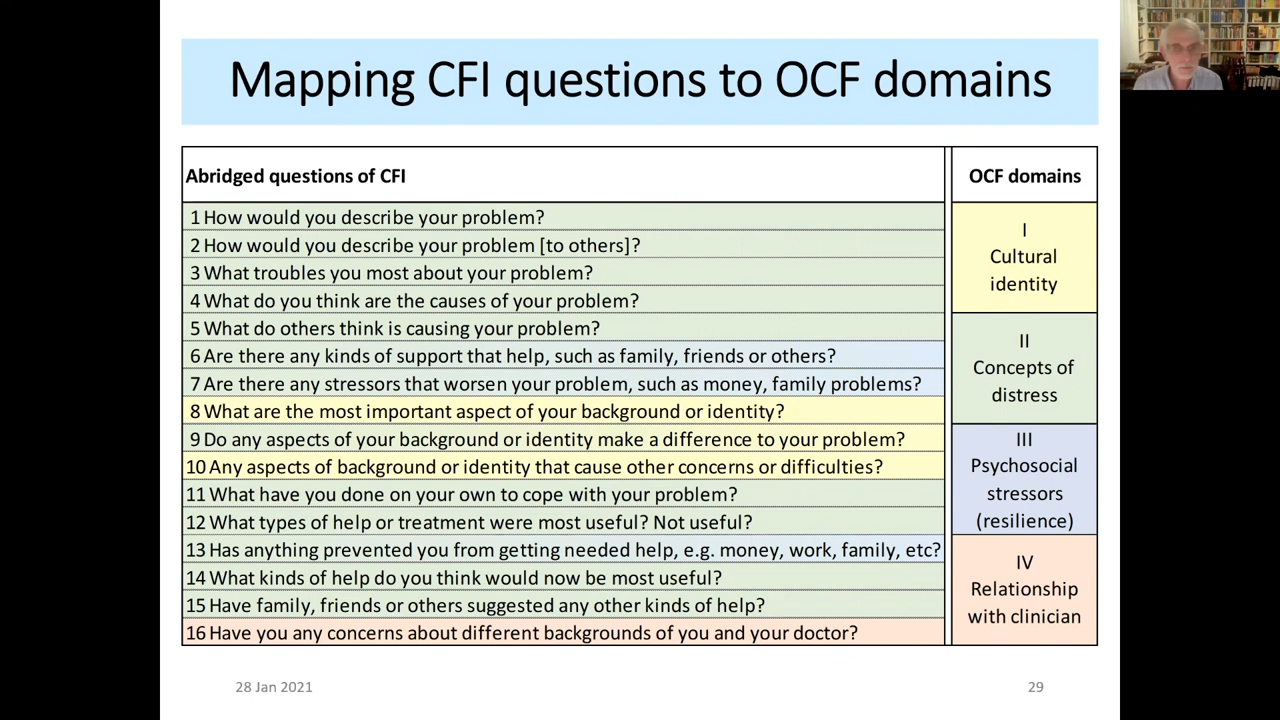 Mapping CFI questions to OCF domains
Abridged questions of CFI
1 How would you describe your problem?
2 How would you describe your problem [to others]?
3 What troubles you most about your problem?
4 What do you think are the causes of your problem?
5 What do others think is causing your problem?
6 Are there any kinds of support that help, such as family, friends or others?
7 Are there any stressors that worsen your problem, such as money, family problems?
8 What are the most important aspect of your background or identity?
9 Do any aspects of your background or identity make a difference to your problem?
10 Any aspects of background or identity that cause other concerns or difficulties?
11 What have you done on your own to cope with your problem?
12 What types of help or treatment were most useful? Not useful?
13 Has anything prevented you from getting needed help, e.g. money, work, family, etc?
14 What kinds of help do you think would now be most useful?
15 Have family, friends or others suggested any other kinds of help?
16 Have you any concerns about different backgrounds of you and your doctor?
OCF domains
I
Cultural
identity
II
Concepts of
distress
III
Psychosocial
stressors
(resilience)
IV
Relationship
with clinician
28 Jan 2021
29